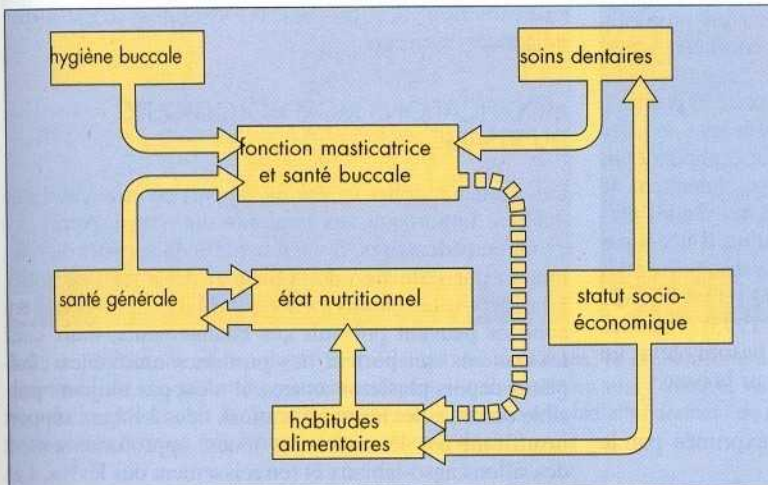 hygiène buccale
soins dentaires
fonction masticatrice
et santé buccale
santé générale
état nutritionnel
statut socio-
économique
habitudes
alimentaires